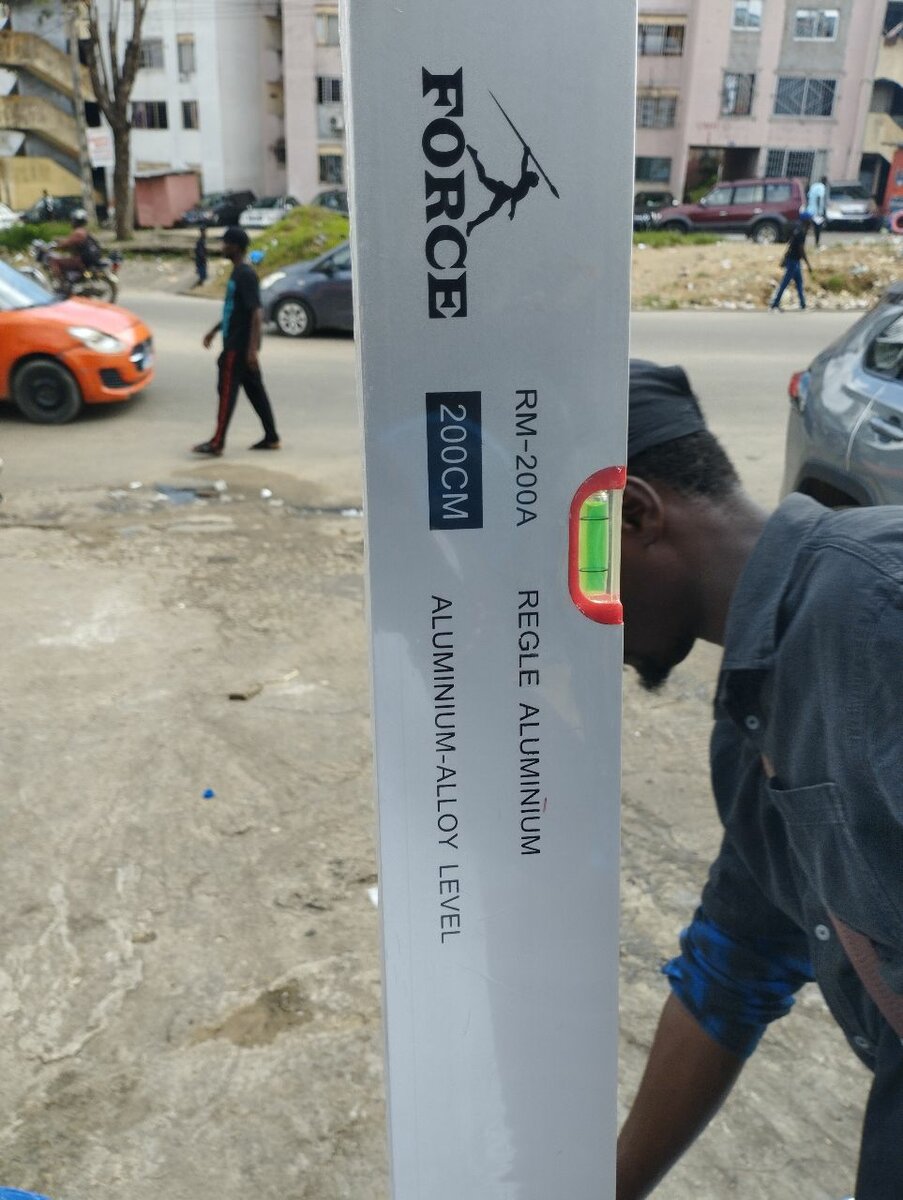 FORCE
RM-200A REGLE ALUMINIUM
200CM ALUMINIUM-ALLOY LEVEL